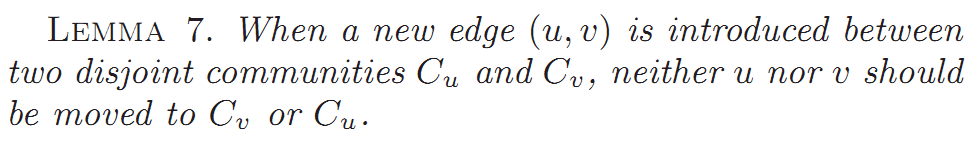 LEMMA 7. When a new edge (u, v) is introduced between
two disjoint communities C_u and C_v, neither u nor v should
be moved to C_v or C_u.